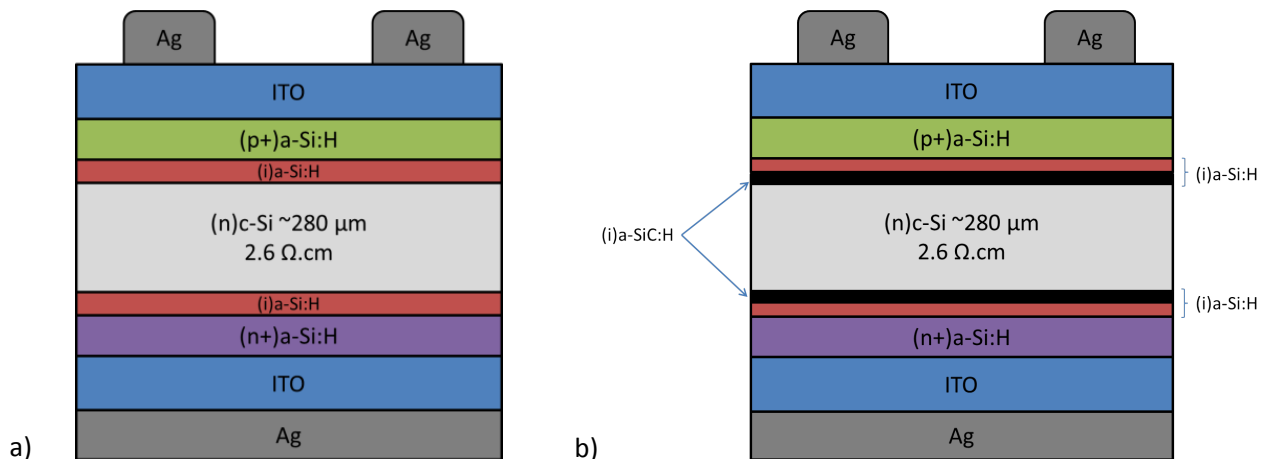 Ag
Ag
ITO
(p+)a-Si:H
(i)a-Si:H
(n)c-Si ~280 µm
2.6 Ω.cm
(i)a-Si:H
(n+)a-Si:H
ITO
Ag
a)
Ag
Ag
ITO
(p+)a-Si:H
(i)a-Si:H
(n)c-Si ~280 µm
2.6 Ω.cm
(i)a-SiC:H
(i)a-Si:H
(n+)a-Si:H
ITO
Ag
b)